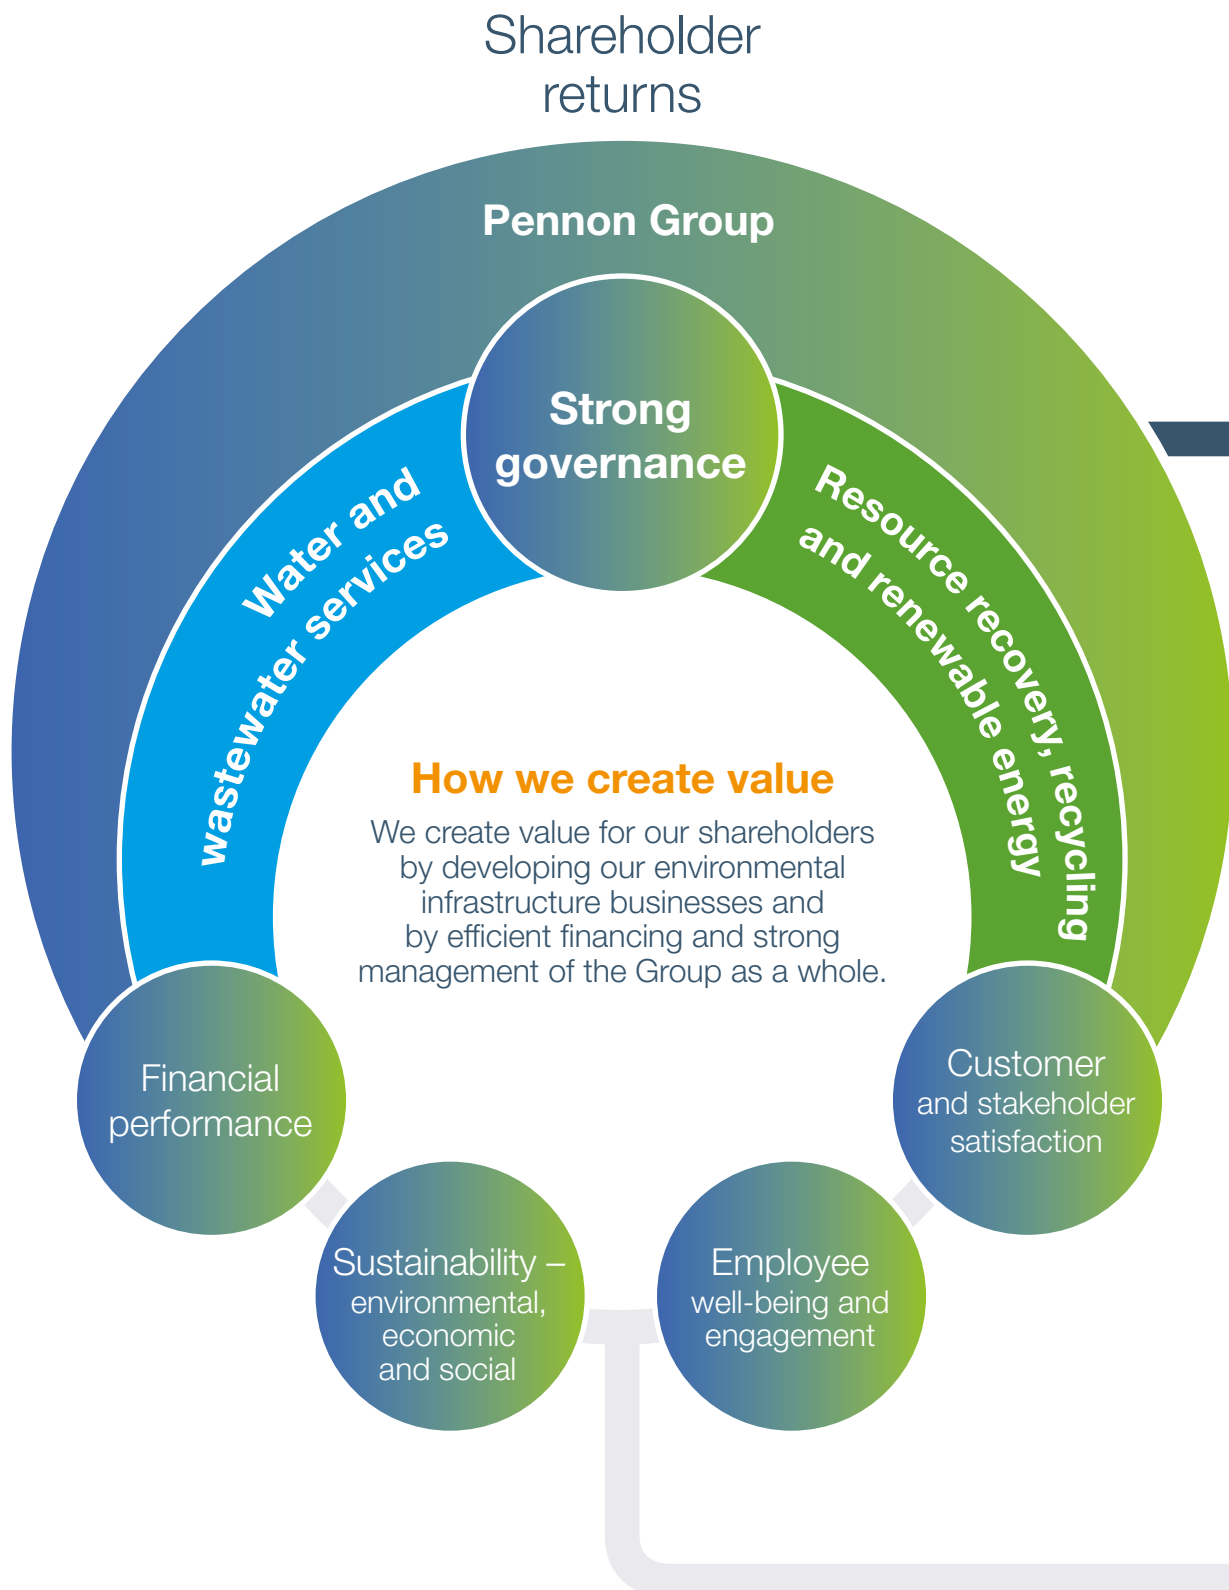 Shareholder
returns
Pennon Group
Strong
governance
Water and
wastewater services
Resource recovery, recycling
and renewable energy
How we create value
We create value for our shareholders
by developing our environmental
infrastructure businesses and
by efficient financing and strong
management of the Group as a whole.
Financial
performance
Customer
and stakeholder
satisfaction
Sustainability –
environmental,
economic
and social
Employee
well-being and
engagement